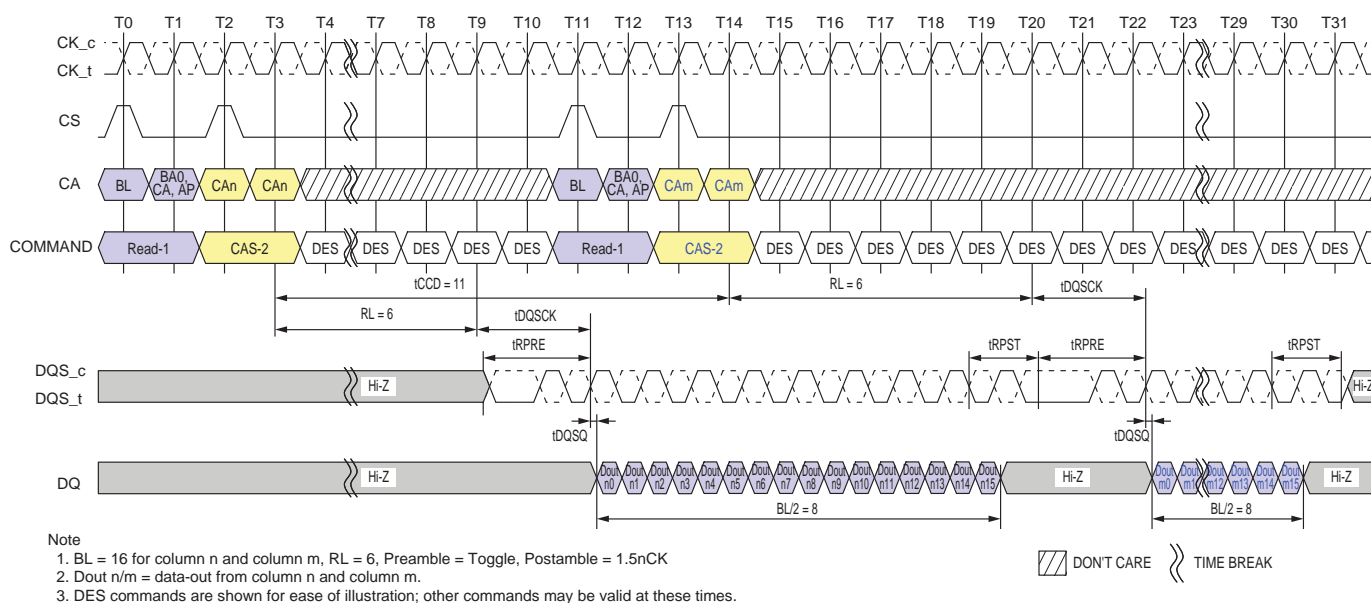 T0 T1 T2 T3 T4 T7 T8 T9 T10 T11 T12 T13 T14 T15 T16 T17 T18 T19 T20 T21 T22 T23 T29 T30 T31
CK_c
CK_t
CS
CA BL BA0, CA, AP CAn CAn BL BA0, CA, AP CAm CAm
COMMAND Read-1 CAS-2 DES DES DES DES DES Read-1 CAS-2 DES DES DES DES DES DES DES DES DES DES DES DES
tCCD = 11 RL = 6 tDQSCK
RL = 6 tDQSCK
tRPRE tRPST tRPRE tRPST
DQS_c
DQS_t
Hi-Z Hi-Z
tDQSQ tDQSQ
DQ Hi-Z Dout n0 Dout n1 Dout n2 Dout n3 Dout n4 Dout n5 Dout n6 Dout n7 Dout n8 Dout n9 Dout n10 Dout n11 Dout n12 Dout n13 Dout n14 Dout n15 Hi-Z Dout m0 Dout m1 Dout m12 Dout m13 Dout m14 Dout m15 Hi-Z
BL/2 = 8 BL/2 = 8
Note
1. BL = 16 for column n and column m, RL = 6, Preamble = Toggle, Postamble = 1.5nCK
2. Dout n/m = data-out from column n and column m.
3. DES commands are shown for ease of illustration; other commands may be valid at these times.
DON'T CARE TIME BREAK